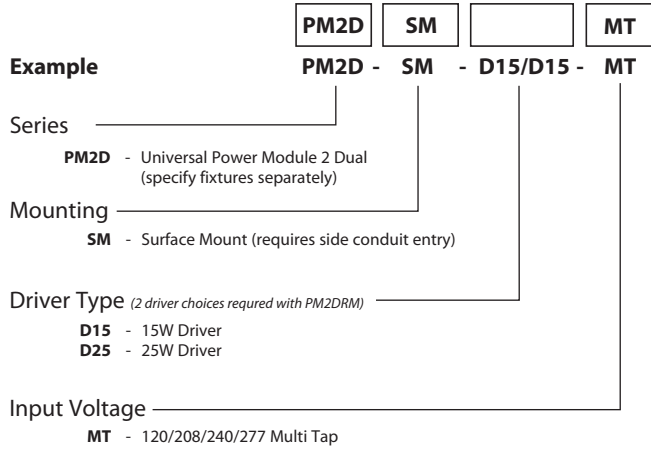 PM2D SM MT
Example PM2D - SM - D15/D15 - MT
Series
PM2D - Universal Power Module 2 Dual
(specify fixtures separately)
Mounting
SM - Surface Mount (requires side conduit entry)
Driver Type (2 driver choices requred with PM2DRM)
D15 - 15W Driver
D25 - 25W Driver
Input Voltage
MT - 120/208/240/277 Multi Tap